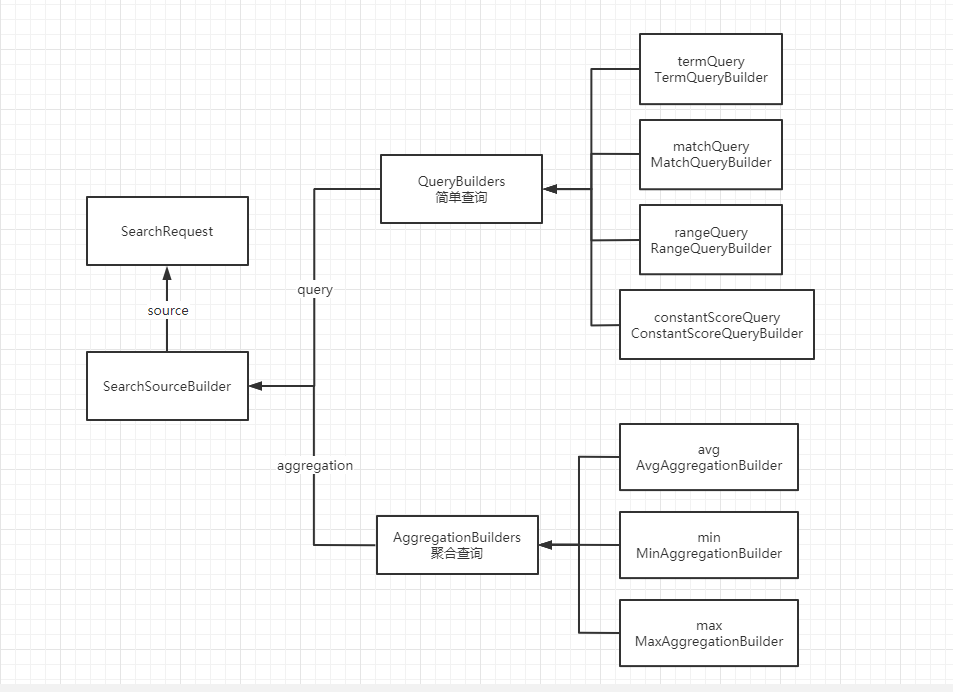 SearchRequest
source
SearchSourceBuilder
query
aggregation
QueryBuilders
简单查询
AggregationBuilders
聚合查询
termQuery
TermQueryBuilder
matchQuery
MatchQueryBuilder
rangeQuery
RangeQueryBuilder
constantScoreQuery
ConstantScoreQueryBuilder
avg
AvgAggregationBuilder
min
MinAggregationBuilder
max
MaxAggregationBuilder